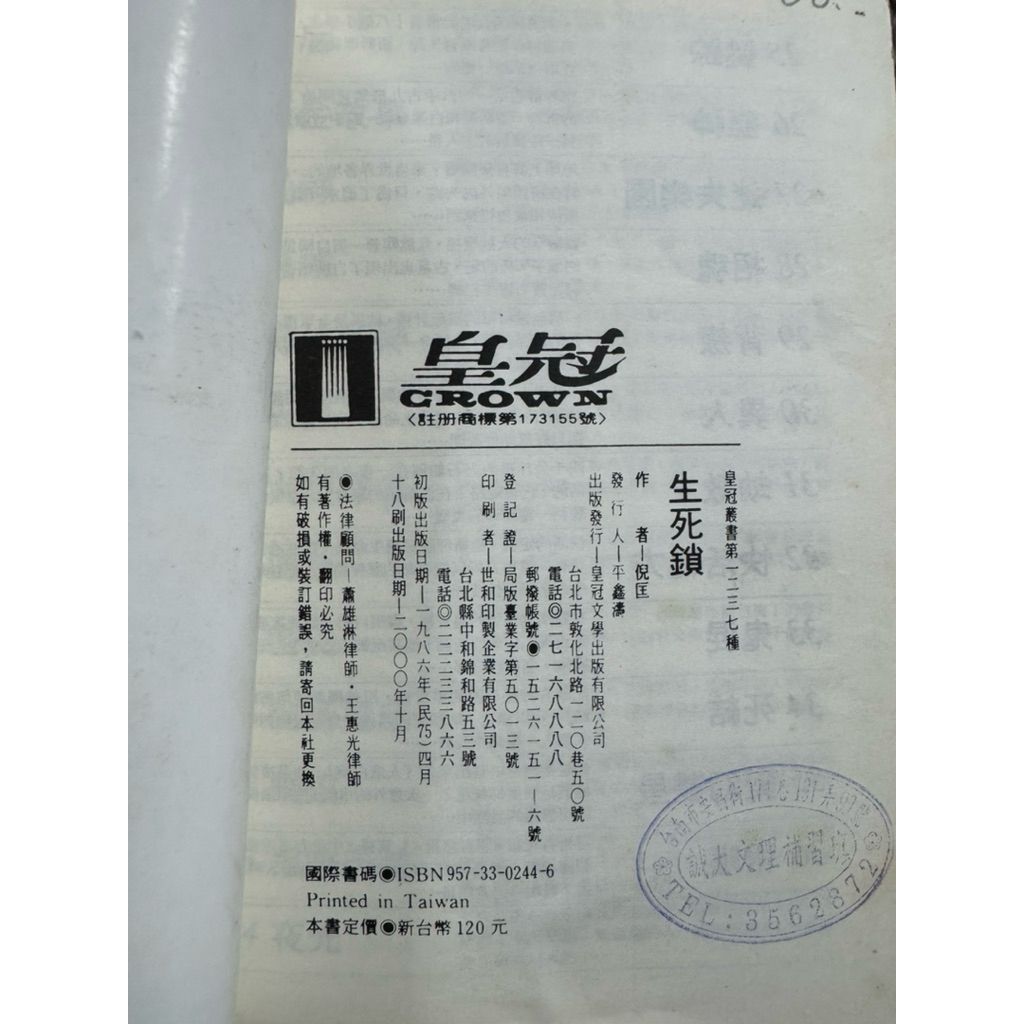 皇冠
CROWN
〈註册商標第173155號〉
皇冠叢書第一二三七種
生死鎖
作者—倪匡
發行人—平鑫濤
出版發行—皇冠文學出版有限公司
台北市敦化北路一二〇巷五〇號
電話◎二七一六八八八八
郵撥帳號◉一五二六一五一—六號
登記證—局版臺業字第五〇一三號
印刷者—世和印製企業有限公司
台北縣中和錦和路五三號
電話◎二二二三三八六六
初版出版日期—一九八六年(民75)四月
十八刷出版日期—二〇〇〇年十月
◉法律顧問—蕭雄淋律師・王惠光律師
有著作權・翻印必究
如有破損或裝訂錯誤，請寄回本社更換
國際書碼◉ISBN 957-33-0244-6
Printed in Taiwan
本書定價◉新台幣 120 元
誠大文理補習班
TEL:3562872